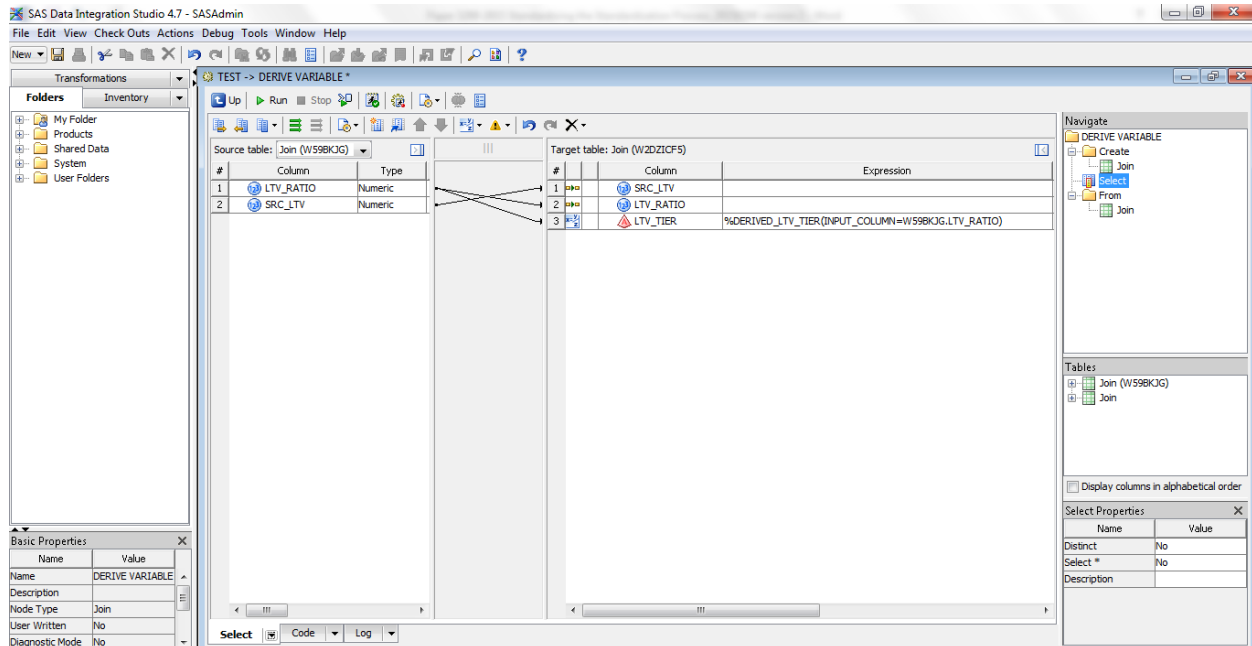 SAS Data Integration Studio 4.7 - SASAdmin
File Edit View Check Outs Actions Debug Tools Window Help
New
Transformations
Folders Inventory
My Folder
Products
Shared Data
System
User Folders
Basic Properties
Name Value
Name DERIVE VARIABLE
Description
Node Type Join
User Written No
Diagnostic Mode No
TEST -> DERIVE VARIABLE *
Up Run Stop
Source table: Join (W59BKJG)
# Column Type
1 LTV_RATIO Numeric
2 SRC_LTV Numeric
Target table: Join (W2DZICF5)
# Column Expression
1 SRC_LTV
2 LTV_RATIO
3 LTV_TIER %DERIVED_LTV_TIER(INPUT_COLUMN=W59BKJG.LTV_RATIO)
Select Code Log
Navigate
DERIVE VARIABLE
Create
Join
Select
From
Join
Tables
Join (W59BKJG)
Join
Display columns in alphabetical order
Select Properties
Name Value
Distinct No
Select * No
Description